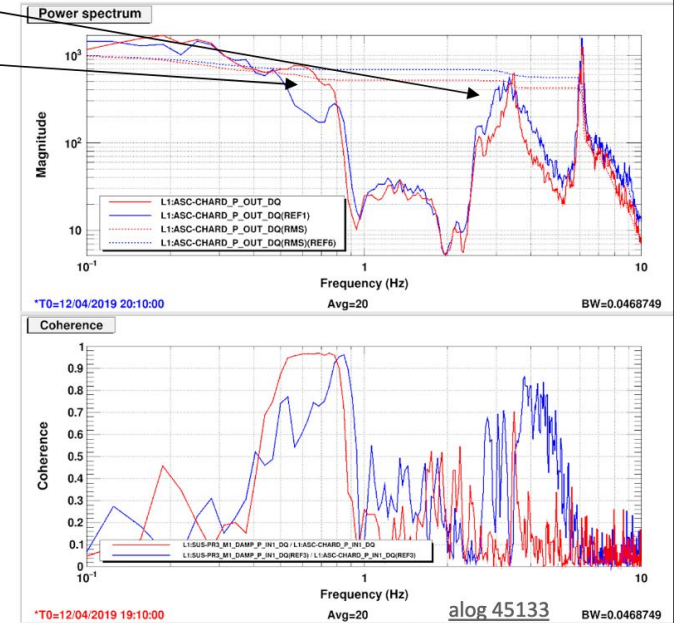 Power spectrum
Magnitude
10³
10²
10
L1:ASC-CHARD_P_OUT_DQ
L1:ASC-CHARD_P_OUT_DQ(REF1)
L1:ASC-CHARD_P_OUT_DQ(RMS)
L1:ASC-CHARD_P_OUT_DQ(RMS)(REF6)
10⁻¹ 1 10
Frequency (Hz)
*T0=12/04/2019 20:10:00 Avg=20 BW=0.0468749
Coherence
Coherence
1
0.9
0.8
0.7
0.6
0.5
0.4
0.3
0.2
0.1
0
L1:SUS-PR3_M1_DAMP_P_IN1_DQ / L1:ASC-CHARD_P_IN1_DQ
L1:SUS-PR3_M1_DAMP_P_IN1_DQ(REF3) / L1:ASC-CHARD_P_IN1_DQ(REF3)
10⁻¹ 1 10
Frequency (Hz)
*T0=12/04/2019 19:10:00 Avg=20 alog 45133 BW=0.0468749